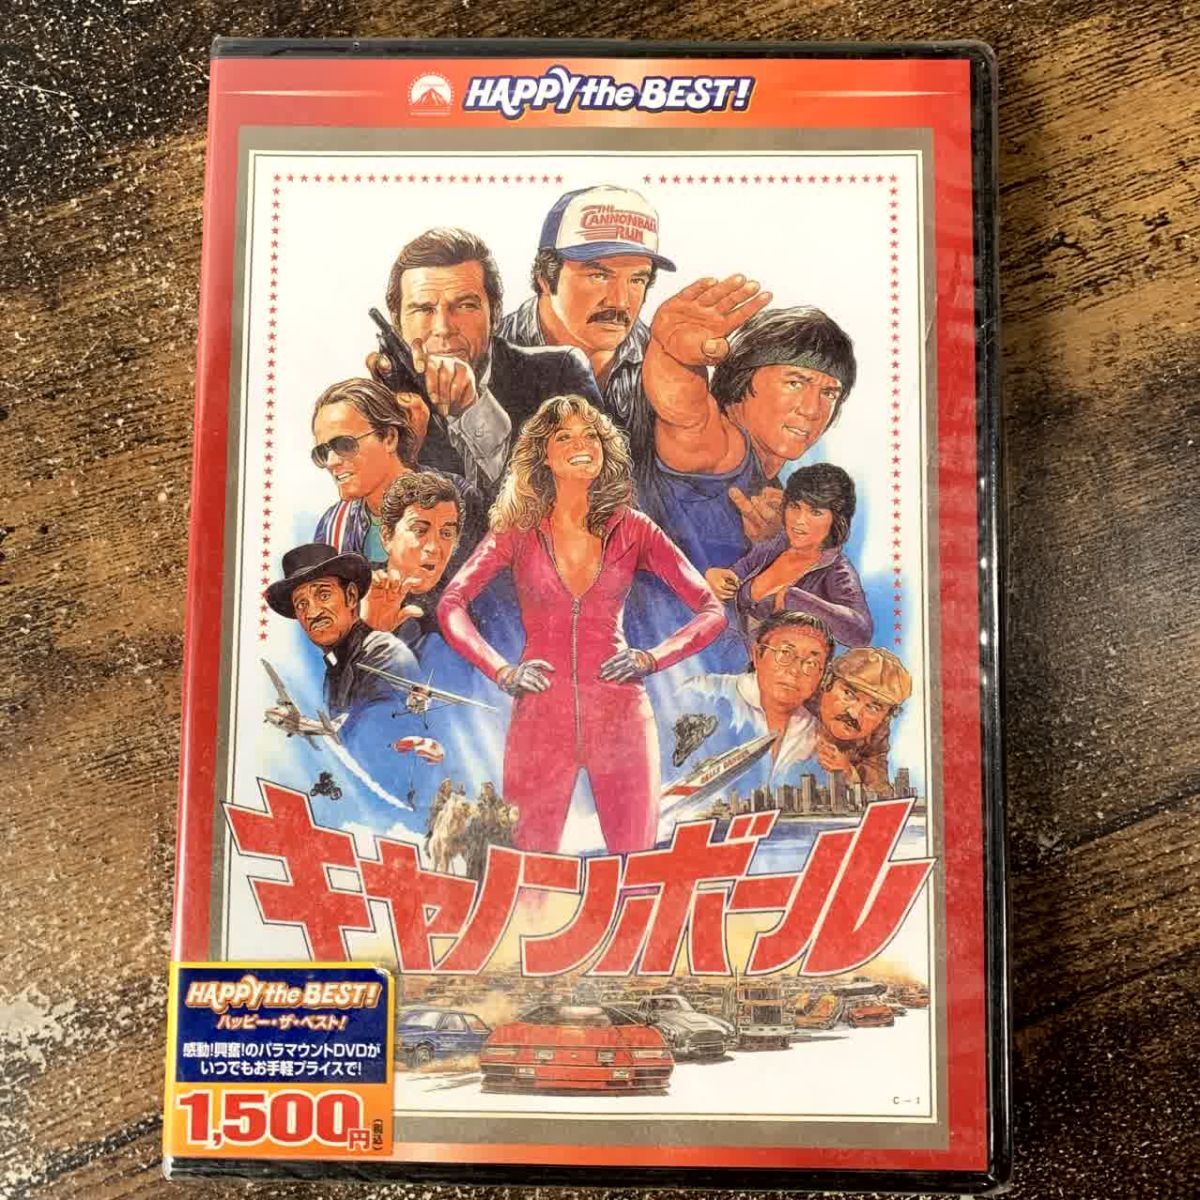 HAPPY the BEST!
THE
CANNONBALL
RUN
キャノンボール
HAPPY the BEST!
ハッピー・ザ・ベスト!
感動!興奮!のパラマウントDVDが
いつでもお手軽プライスで!
1,500円(税込)
C-1